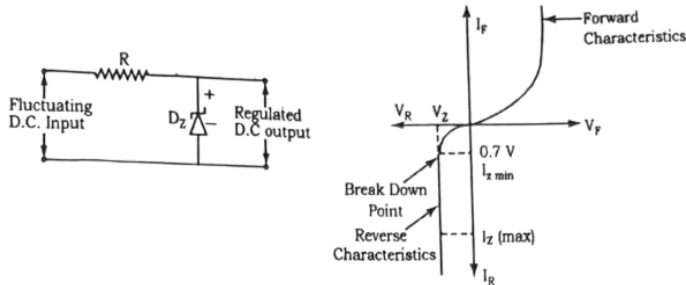 R
Fluctuating
D.C. Input
+
D_Z
−
Regulated
D.C output
I_F
Forward
Characteristics
V_R
V_Z
V_F
0.7 V
I_z min
Break Down
Point
Reverse
Characteristics
I_Z (max)
I_R